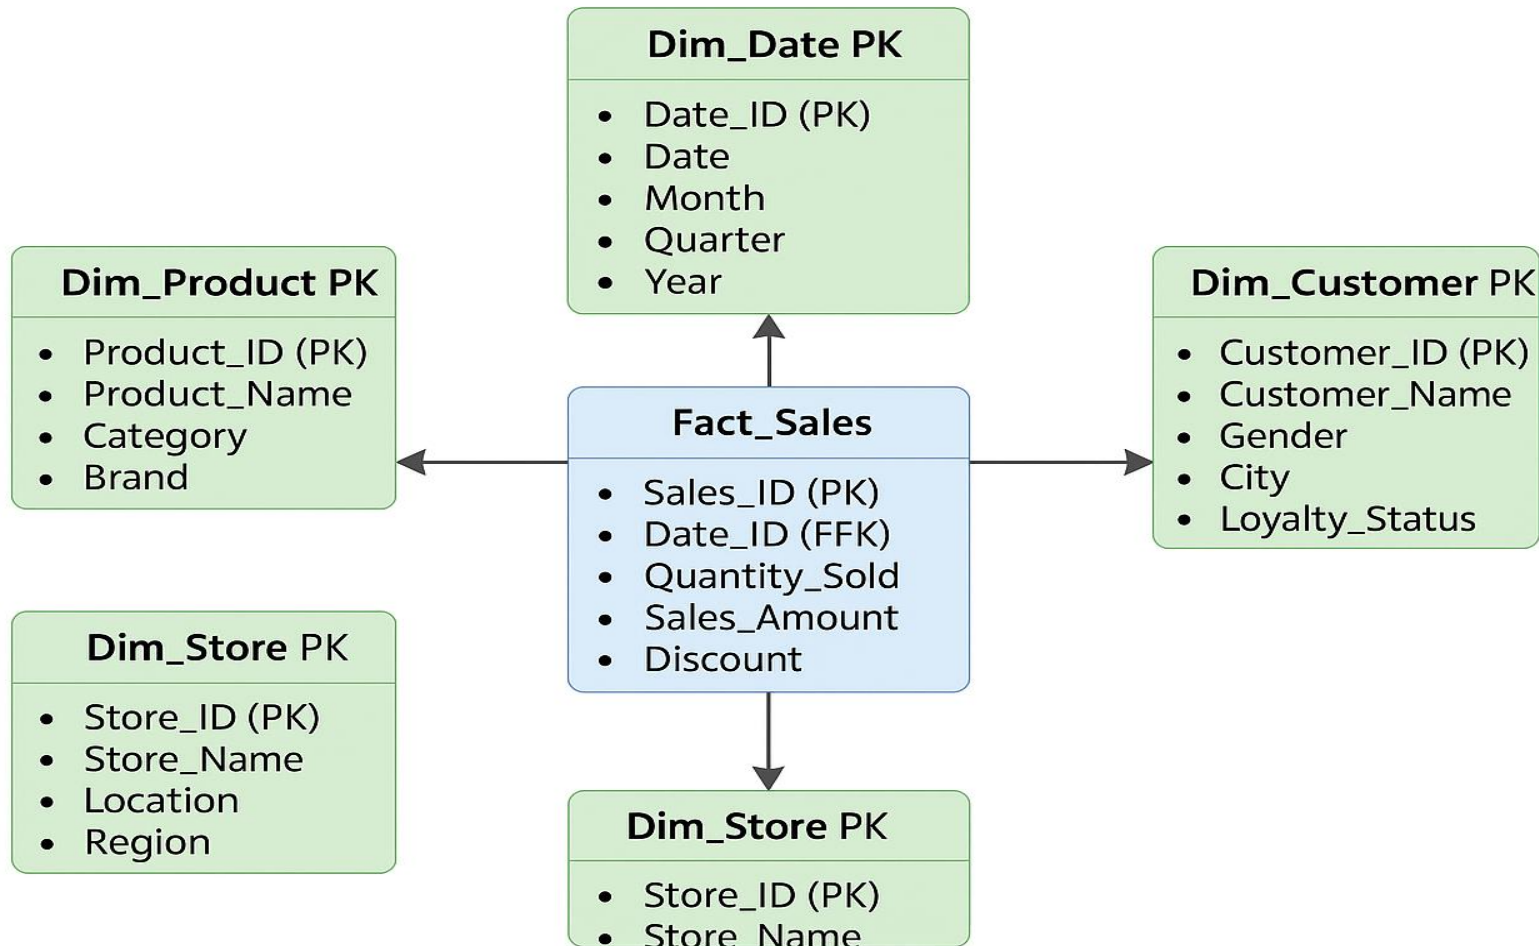 Dim_Date PK
• Date_ID (PK)
• Date
• Month
• Quarter
• Year
Dim_Product PK
• Product_ID (PK)
• Product_Name
• Category
• Brand
Dim_Customer PK
• Customer_ID (PK)
• Customer_Name
• Gender
• City
• Loyalty_Status
Fact_Sales
• Sales_ID (PK)
• Date_ID (FFK)
• Quantity_Sold
• Sales_Amount
• Discount
Dim_Store PK
• Store_ID (PK)
• Store_Name
• Location
• Region
Dim_Store PK
• Store_ID (PK)
• Store_Name